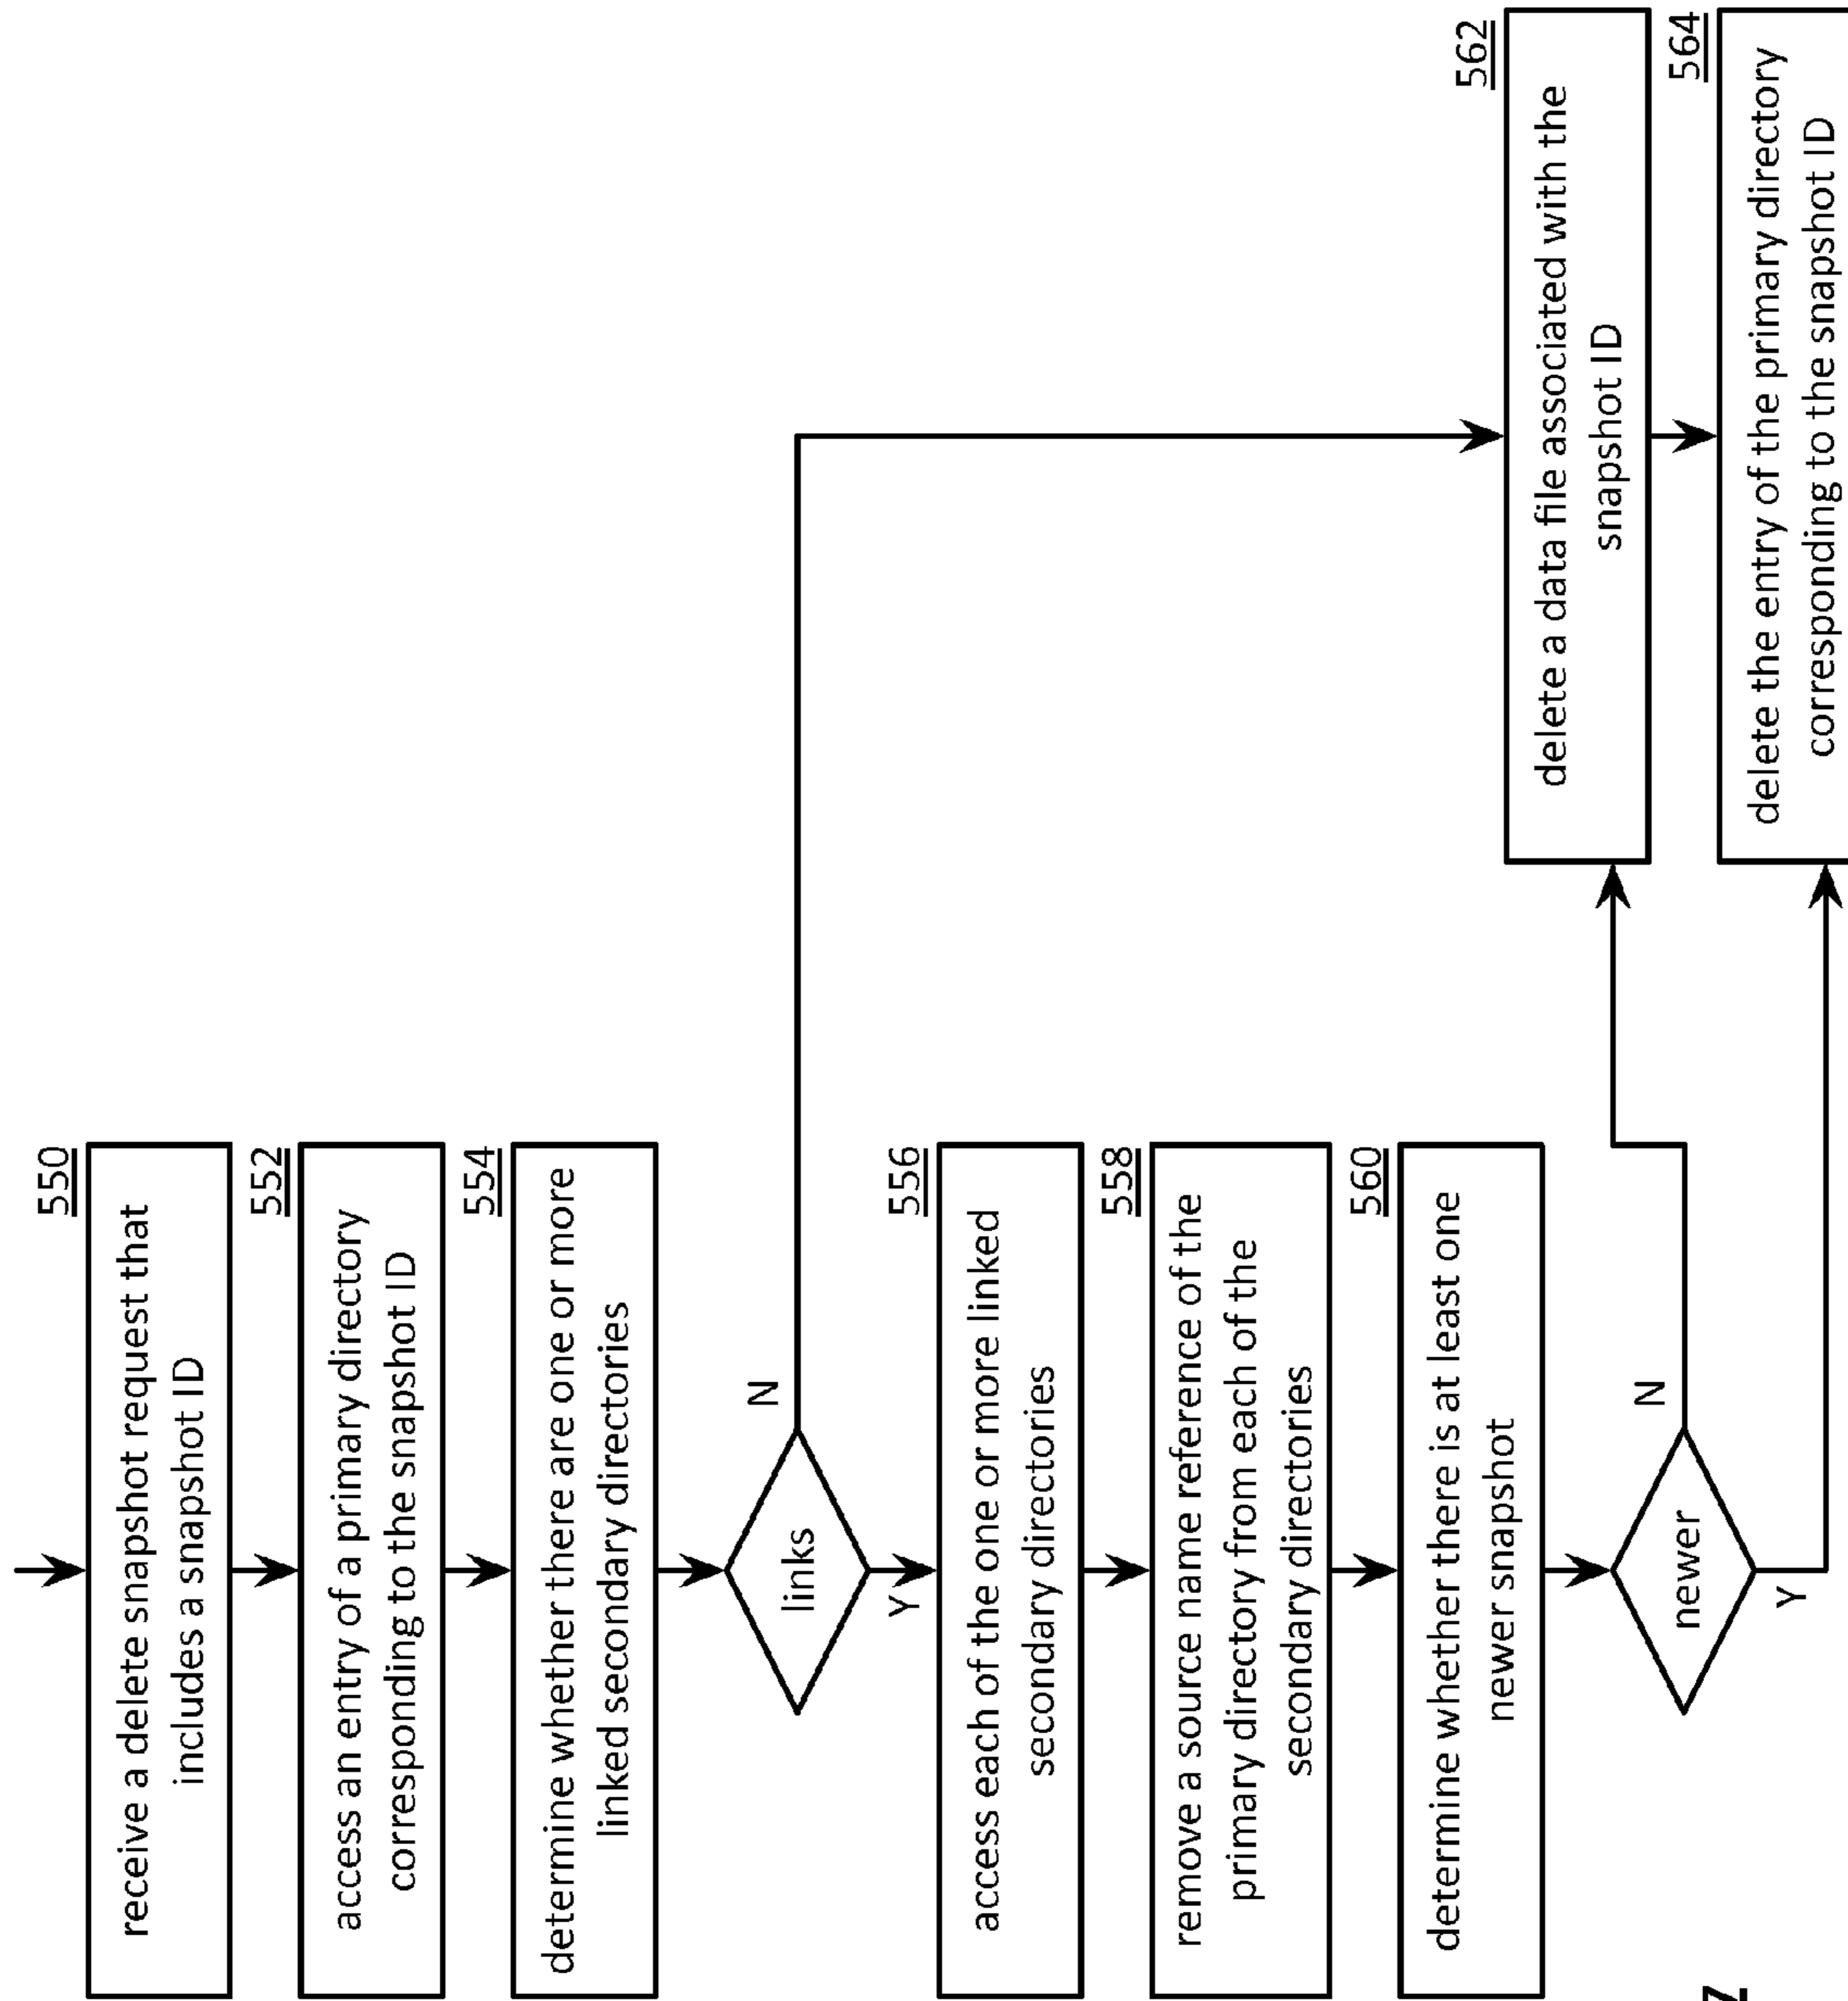 550
receive a delete snapshot request that
includes a snapshot ID
552
access an entry of a primary directory
corresponding to the snapshot ID
554
determine whether there are one or more
linked secondary directories
links
N
Y
556
access each of the one or more linked
secondary directories
558
remove a source name reference of the
primary directory from each of the
secondary directories
560
determine whether there is at least one
newer snapshot
newer
N
Y
562
delete a data file associated with the
snapshot ID
564
delete the entry of the primary directory
corresponding to the snapshot ID